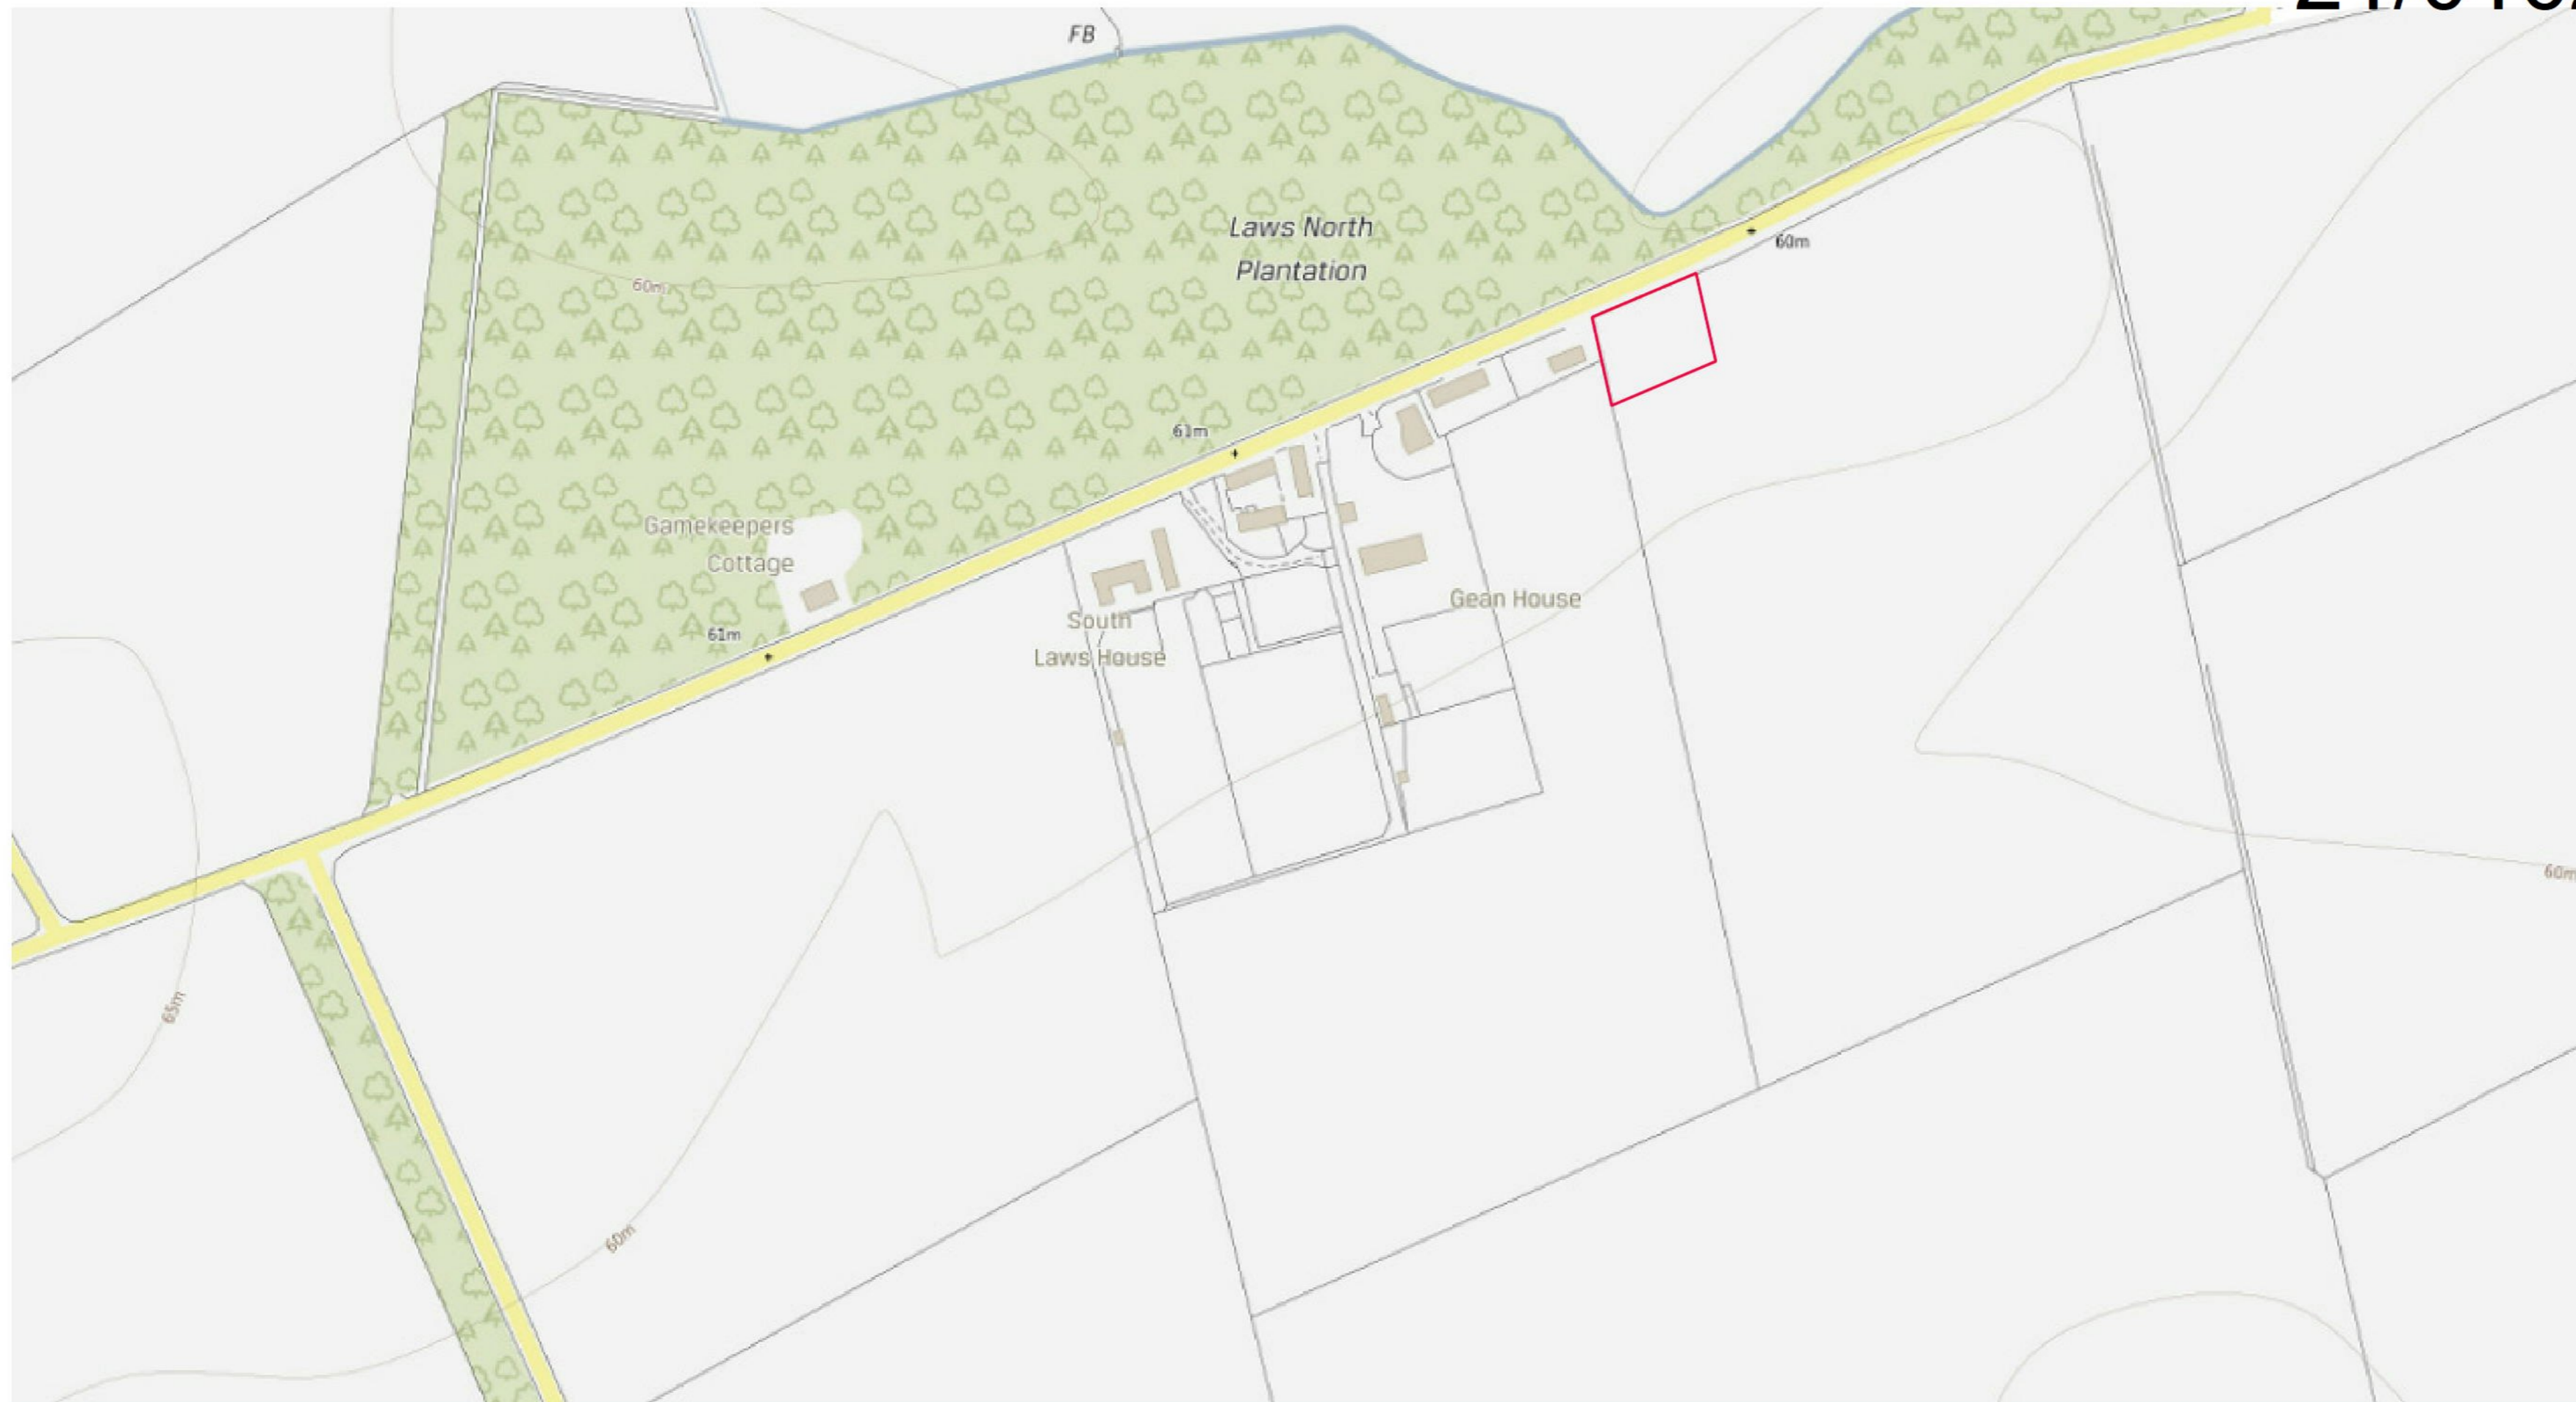 FB
Laws North
Plantation
60m
60m
61m
Gamekeepers
Cottage
61m
South
Laws House
Gean House
65m
60m
60m